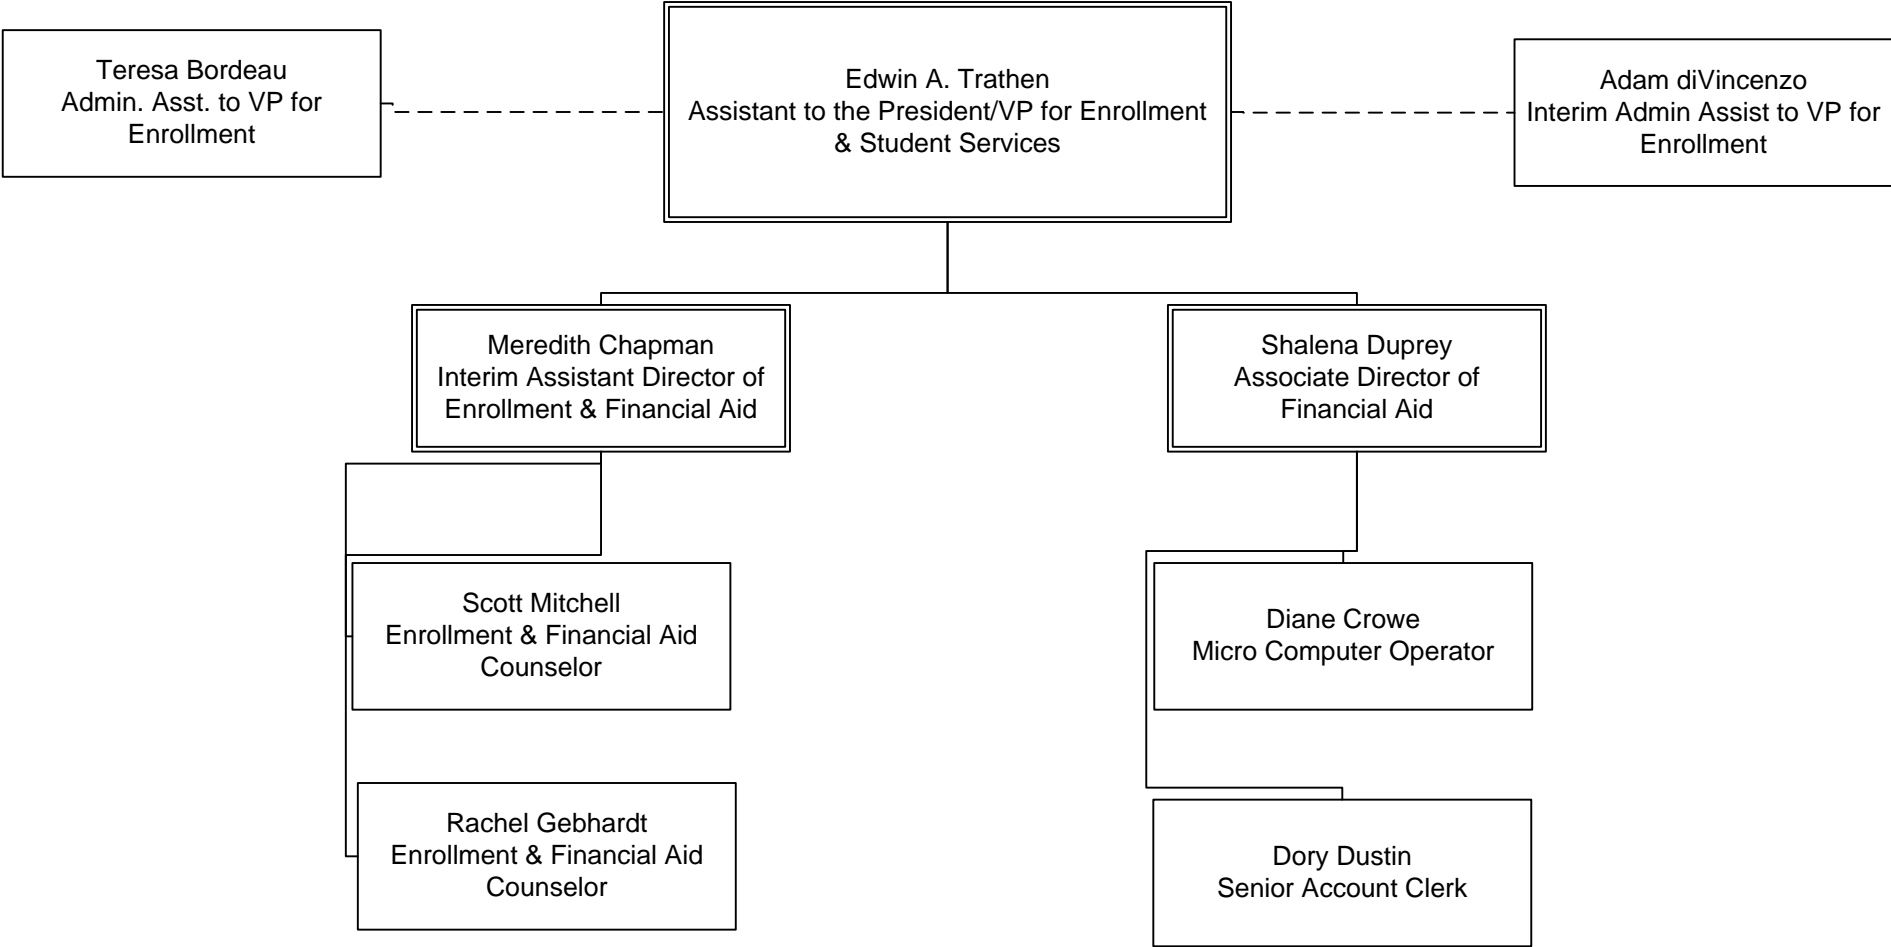 Teresa Bordeau
Admin. Asst. to VP for
Enrollment
Edwin A. Trathen
Assistant to the President/VP for Enrollment
& Student Services
Adam diVincenzo
Interim Admin Assist to VP for
Enrollment
Meredith Chapman
Interim Assistant Director of
Enrollment & Financial Aid
Shalena Duprey
Associate Director of
Financial Aid
Scott Mitchell
Enrollment & Financial Aid
Counselor
Diane Crowe
Micro Computer Operator
Rachel Gebhardt
Enrollment & Financial Aid
Counselor
Dory Dustin
Senior Account Clerk